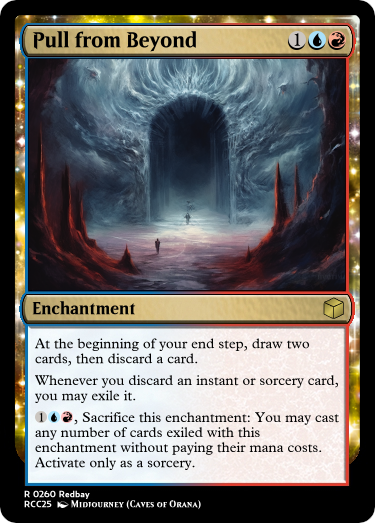 Pull from Beyond 1
Enchantment
At the beginning of your end step, draw two
cards, then discard a card.
Whenever you discard an instant or sorcery card,
you may exile it.
1, Sacrifice this enchantment: You may cast
any number of cards exiled with this
enchantment without paying their mana costs.
Activate only as a sorcery.
R 0260 Redbay
RCC25 Midjourney (Caves of Orana)